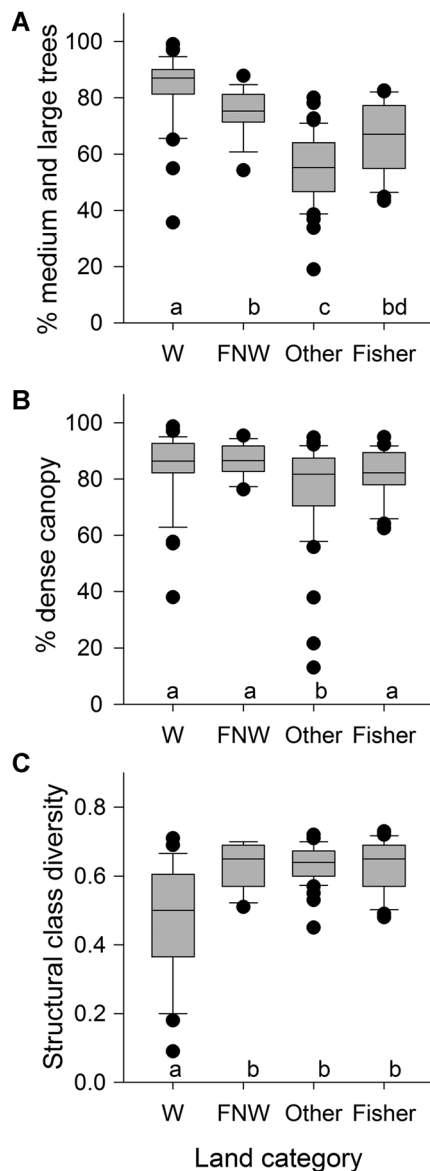 A
% medium and large trees
100
80
60
40
20
0
a b c bd
W FNW Other Fisher
B
% dense canopy
100
80
60
40
20
0
a a b a
W FNW Other Fisher
C
Structural class diversity
0.8
0.6
0.4
0.2
0.0
a b b b
W FNW Other Fisher
Land category